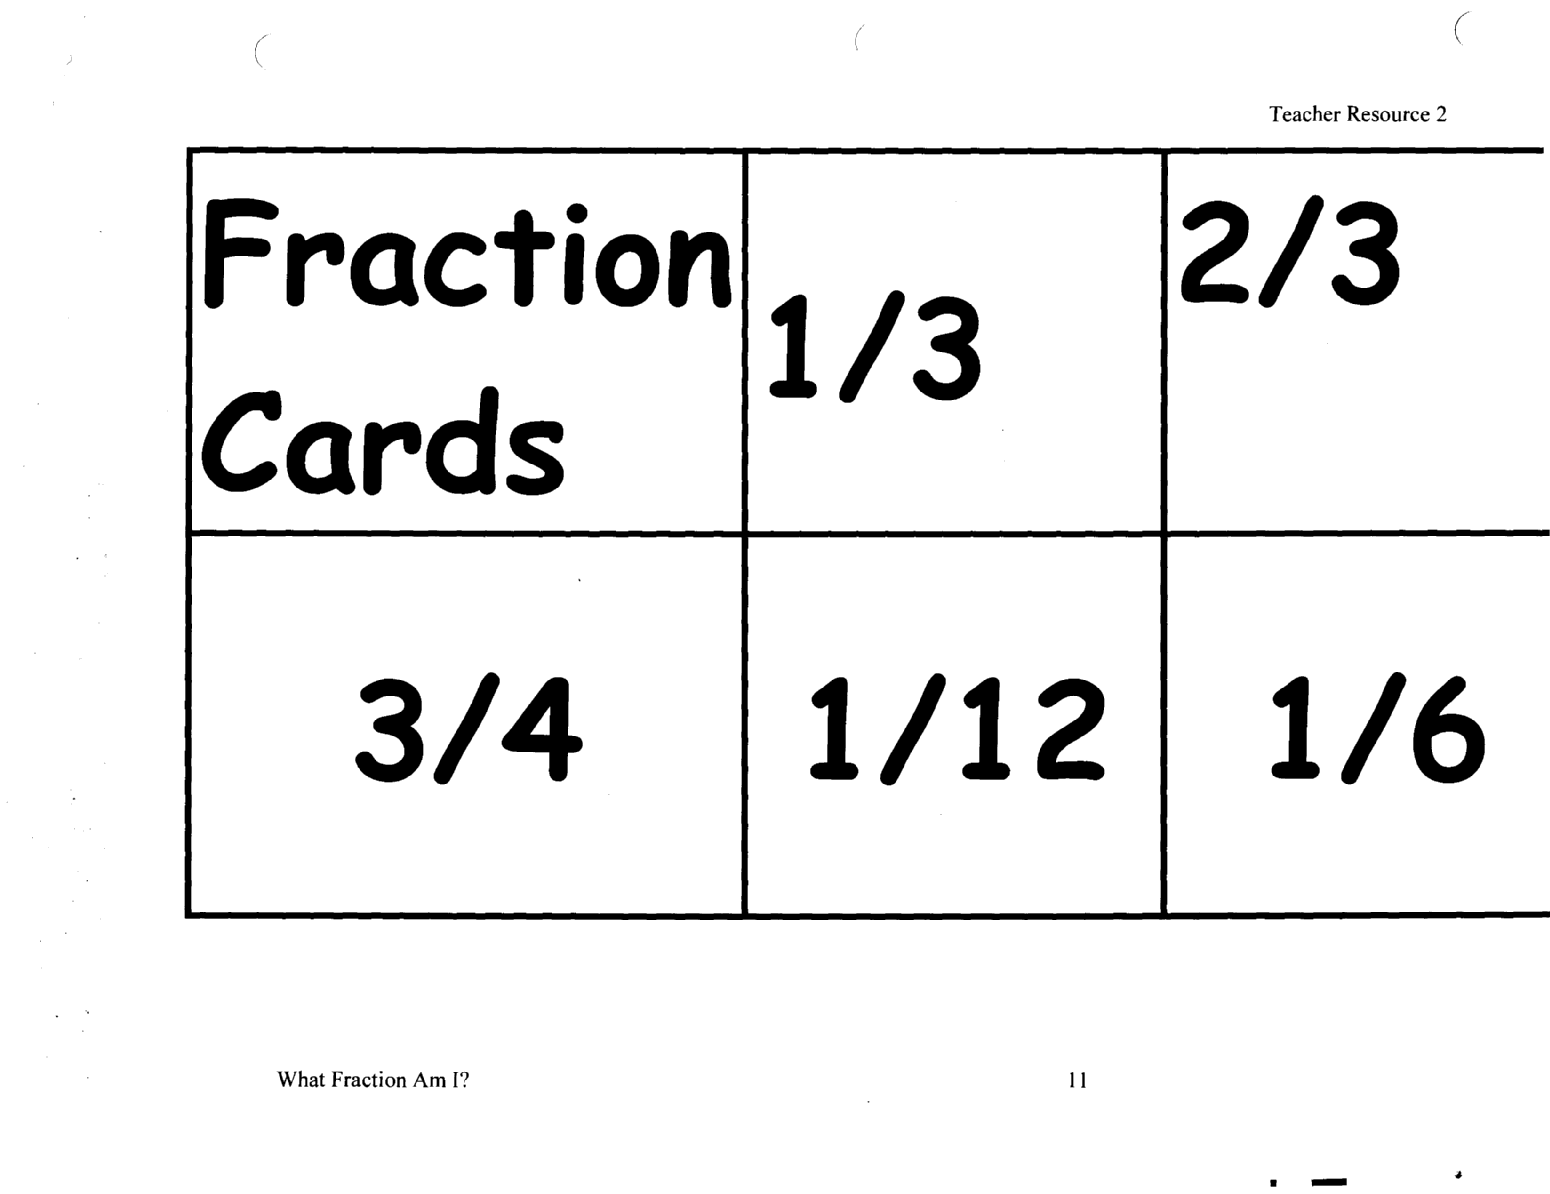 Teacher Resource 2
Fraction
Cards
1/3
2/3
3/4
1/12
1/6
What Fraction Am I?
11